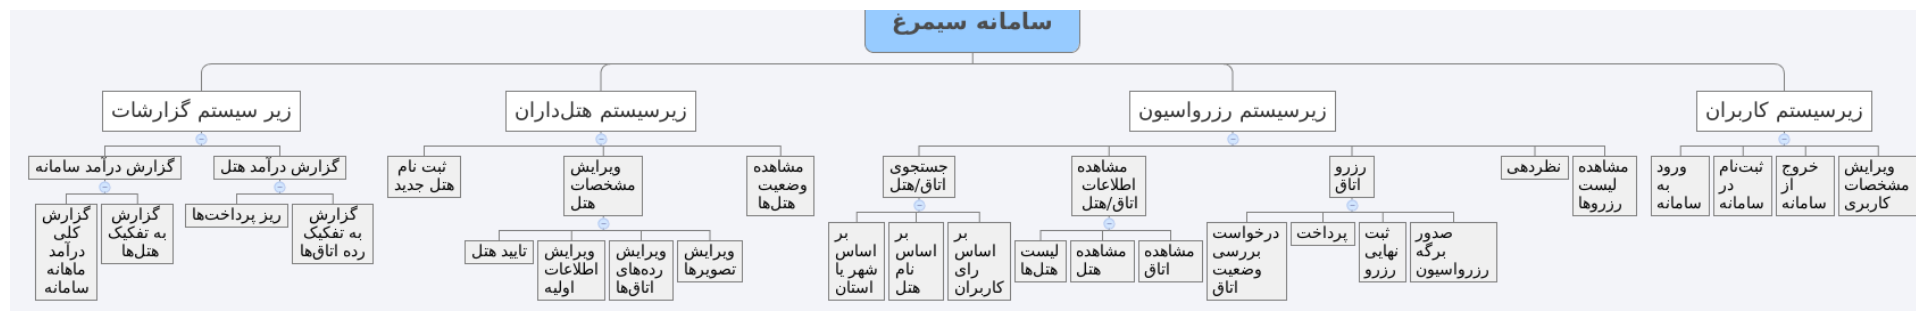 سامانه سیمرغ
زیرسیستم کاربران
زیرسیستم رزرواسیون
زیرسیستم هتل‌داران
زیر سیستم گزارشات
ویرایش
مشخصات
کاربری
خروج
از
سامانه
ثبت‌نام
در
سامانه
ورود
به
سامانه
مشاهده
لیست
رزروها
نظردهی
رزرو
اتاق
صدور
برگه
رزرواسیون
ثبت
نهایی
رزرو
پرداخت
درخواست
بررسی
وضعیت
اتاق
مشاهده
اطلاعات
اتاق/هتل
مشاهده
اتاق
مشاهده
هتل
لیست
هتل‌ها
جستجوی
اتاق/هتل
بر
اساس
رای
کاربران
بر
اساس
نام
هتل
بر
اساس
شهر یا
استان
مشاهده
وضعیت
هتل‌ها
ویرایش
مشخصات
هتل
ویرایش
تصویرها
ویرایش
رده‌های
اتاق‌ها
ویرایش
اطلاعات
اولیه
تایید هتل
ثبت نام
هتل جدید
گزارش درآمد هتل
گزارش
به تفکیک
رده اتاق‌ها
ریز پرداخت‌ها
گزارش درآمد سامانه
گزارش
به تفکیک
هتل‌ها
گزارش
کلی
درآمد
ماهانه
سامانه